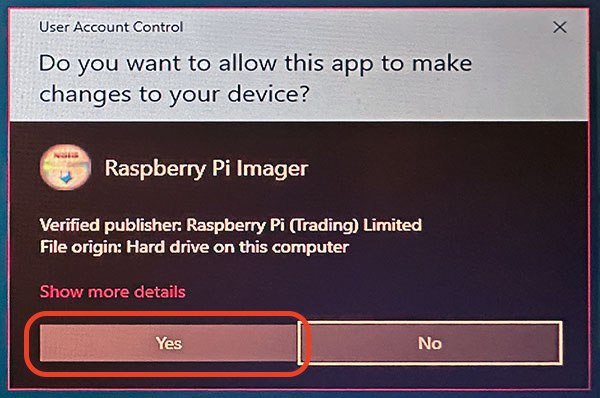 User Account Control
Do you want to allow this app to make
changes to your device?
Raspberry Pi Imager
Verified publisher: Raspberry Pi (Trading) Limited
File origin: Hard drive on this computer
Show more details
Yes
No